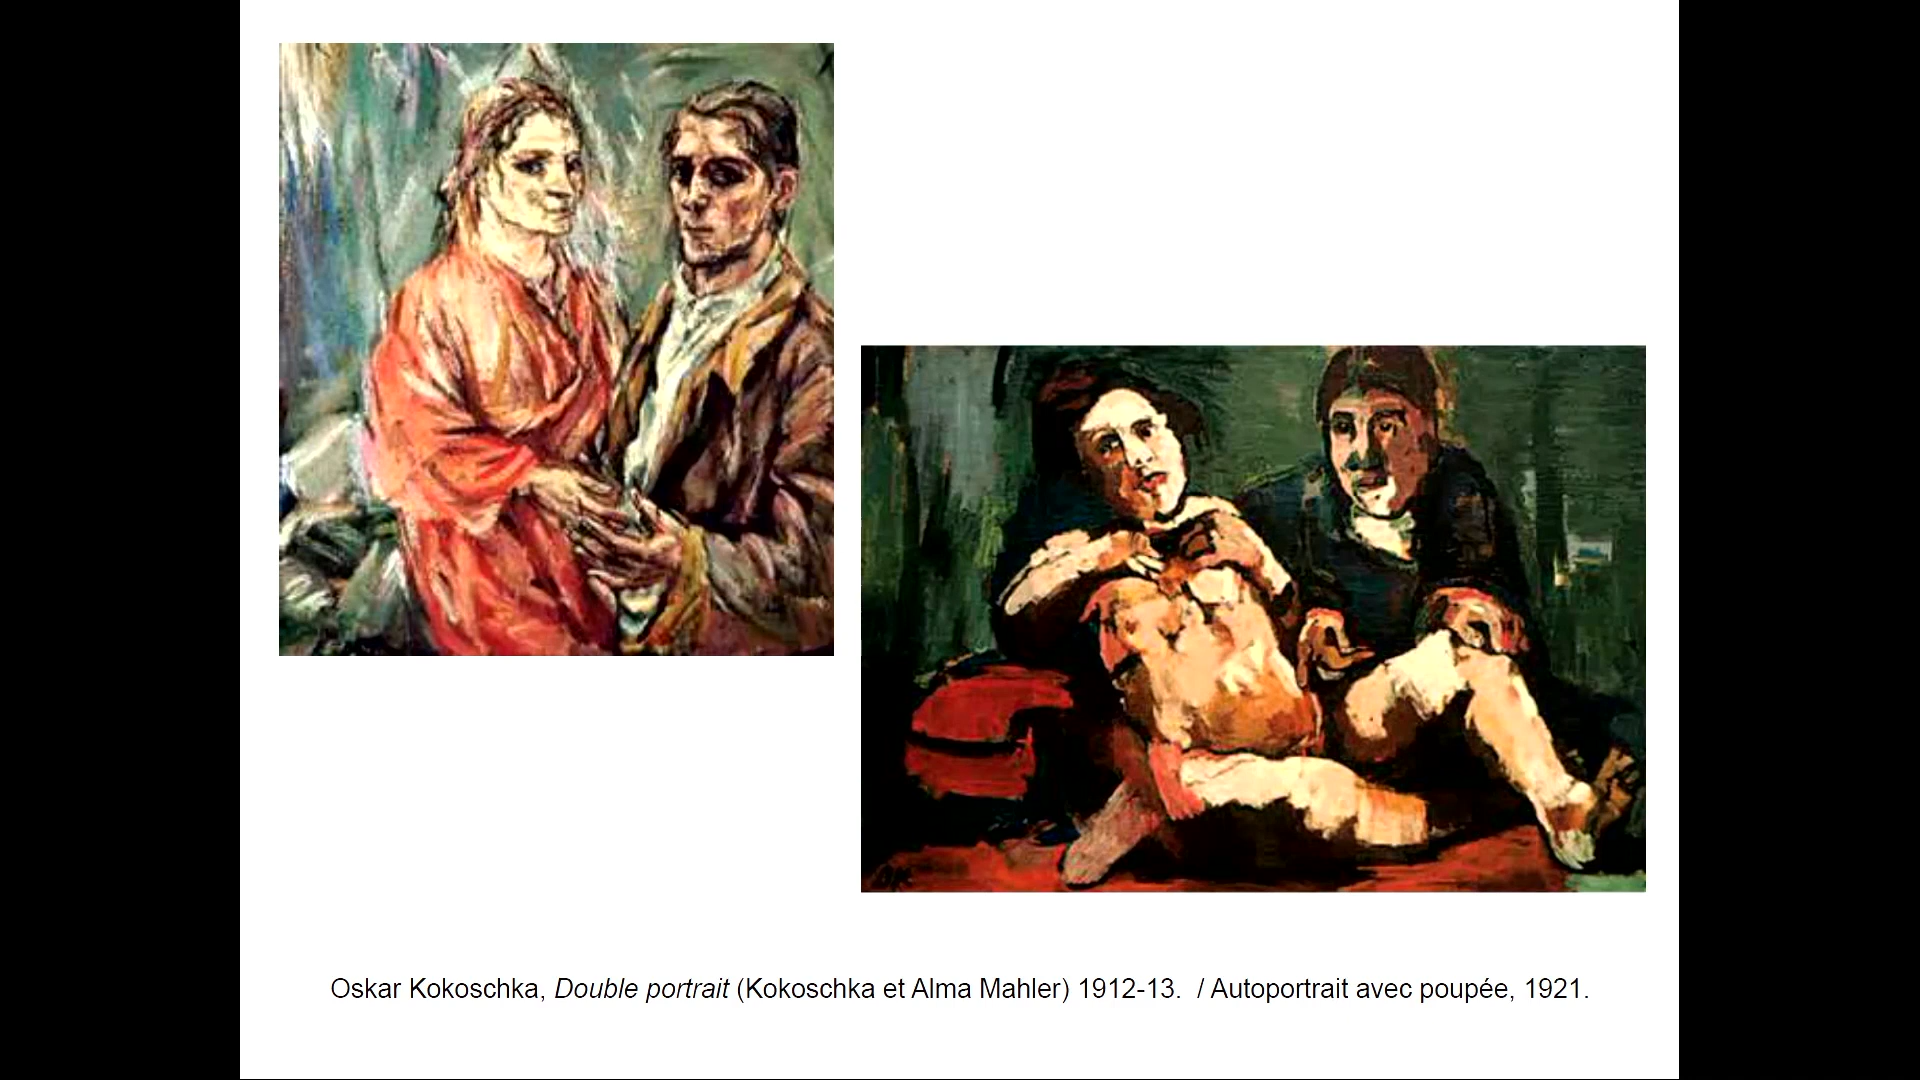 Oskar Kokoschka, Double portrait (Kokoschka et Alma Mahler) 1912-13.  / Autoportrait avec poupée, 1921.